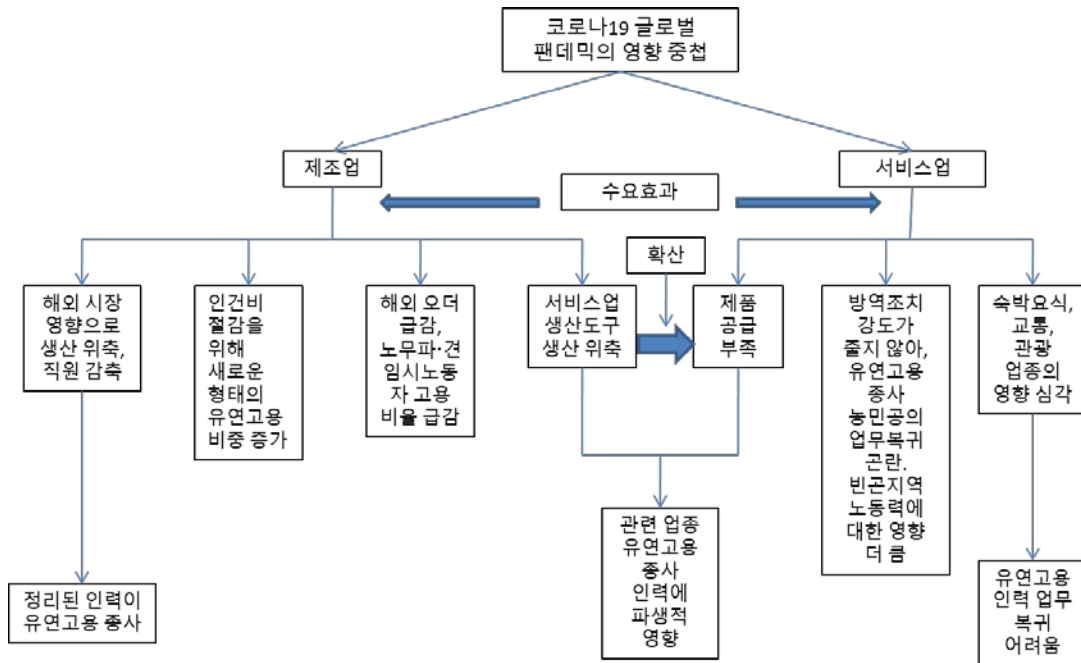 코로나19 글로벌
팬데믹의 영향 중첩
제조업
서비스업
수요효과
확산
해외 시장
영향으로
생산 위축,
직원 감축
인건비
절감을
위해
새로운
형태의
유연고용
비중 증가
해외 오더
급감,
노무파·견
임시노동
자 고용
비율 급감
서비스업
생산도구
생산 위축
제품
공급
부족
방역조치
강도가
줄지 않아,
유연고용
종사
농민공의
업무복귀
곤란.
빈곤지역
노동력에
대한 영향
더 큼
숙박요식,
교통,
관광
업종의
영향 심각
정리된 인력이
유연고용 종사
관련 업종
유연고용
종사
인력에
파생적
영향
유연고용
인력 업무
복귀
어려움